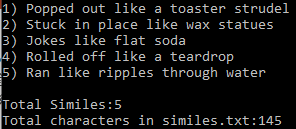 1) Popped out like a toaster strudel
2) Stuck in place like wax statues
3) Jokes like flat soda
4) Rolled off like a teardrop
5) Ran like ripples through water
Total Similes:5
Total characters in similes.txt:145